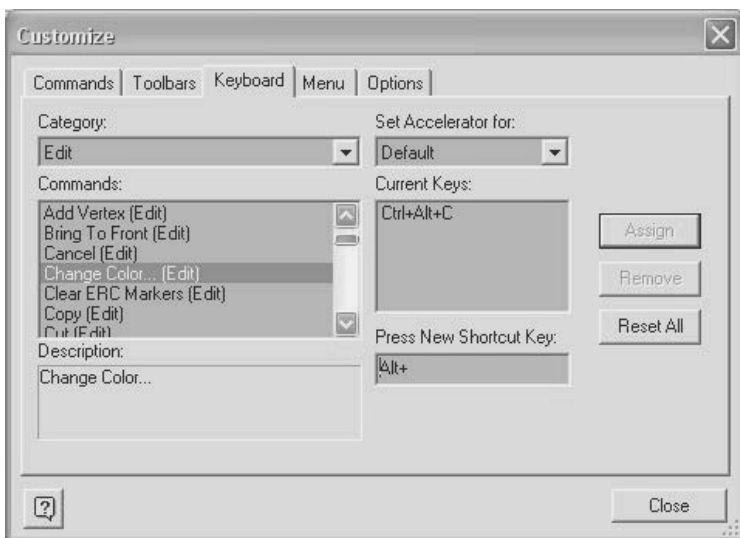 Customize
Commands Toolbars Keyboard Menu Options
Category:
Edit
Commands:
Add Vertex (Edit)
Bring To Front (Edit)
Cancel (Edit)
Change Color... (Edit)
Clear ERC Markers (Edit)
Copy (Edit)
Cut (Edit)
Description:
Change Color...
Set Accelerator for:
Default
Current Keys:
Ctrl+Alt+C
Press New Shortcut Key:
Alt+
Assign
Remove
Reset All
Close